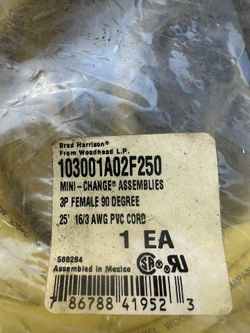 Brad Harrison®
From Woodhead L.P.
103001A02F250
MINI-CHANGE® ASSEMBLIES
3P FEMALE 90 DEGREE
25' 16/3 AWG PVC CORD
1 EA
568284
Assembled in Mexico
7 86788 41952 3